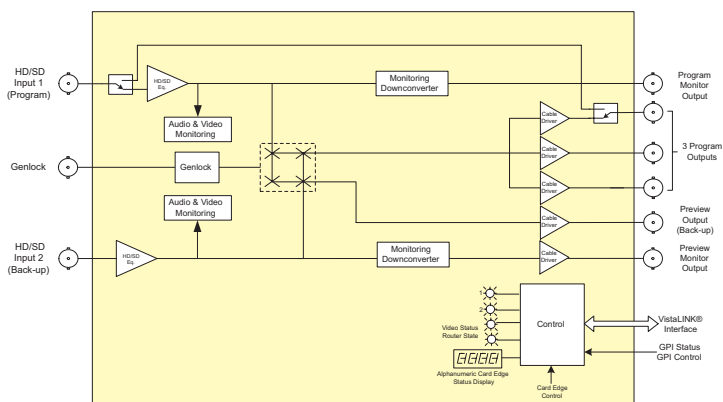 HD/SD
Input 1
(Program)
HD/SD
Eq.
Monitoring
Downconverter
Program
Monitor
Output
Audio & Video
Monitoring
Cable
Driver
Cable
Driver
Cable
Driver
3 Program
Outputs
Genlock
Genlock
Audio & Video
Monitoring
Cable
Driver
Preview
Output
(Back-up)
HD/SD
Input 2
(Back-up)
HD/SD
Eq.
Monitoring
Downconverter
Cable
Driver
Preview
Monitor
Output
1
2
Video Status
Router State
Control
VistaLINK®
Interface
GPI Status
GPI Control
Alphanumeric Card Edge
Status Display
Card Edge
Control